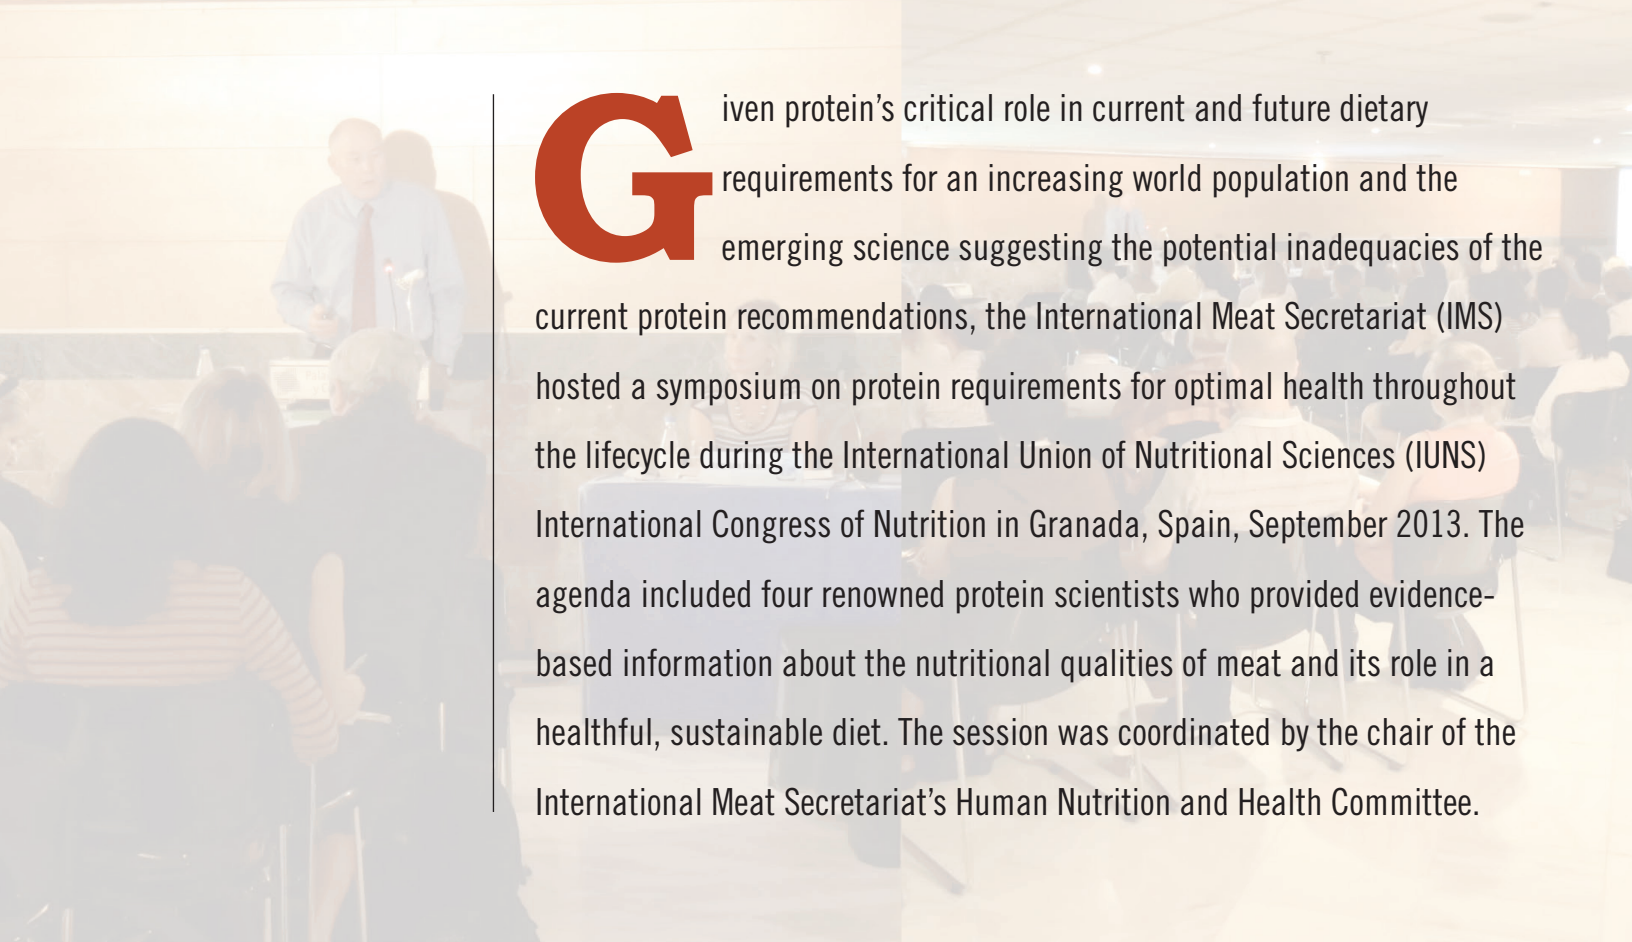 Given protein’s critical role in current and future dietary
requirements for an increasing world population and the
emerging science suggesting the potential inadequacies of the
current protein recommendations, the International Meat Secretariat (IMS)
hosted a symposium on protein requirements for optimal health throughout
the lifecycle during the International Union of Nutritional Sciences (IUNS)
International Congress of Nutrition in Granada, Spain, September 2013. The
agenda included four renowned protein scientists who provided evidence-
based information about the nutritional qualities of meat and its role in a
healthful, sustainable diet. The session was coordinated by the chair of the
International Meat Secretariat’s Human Nutrition and Health Committee.